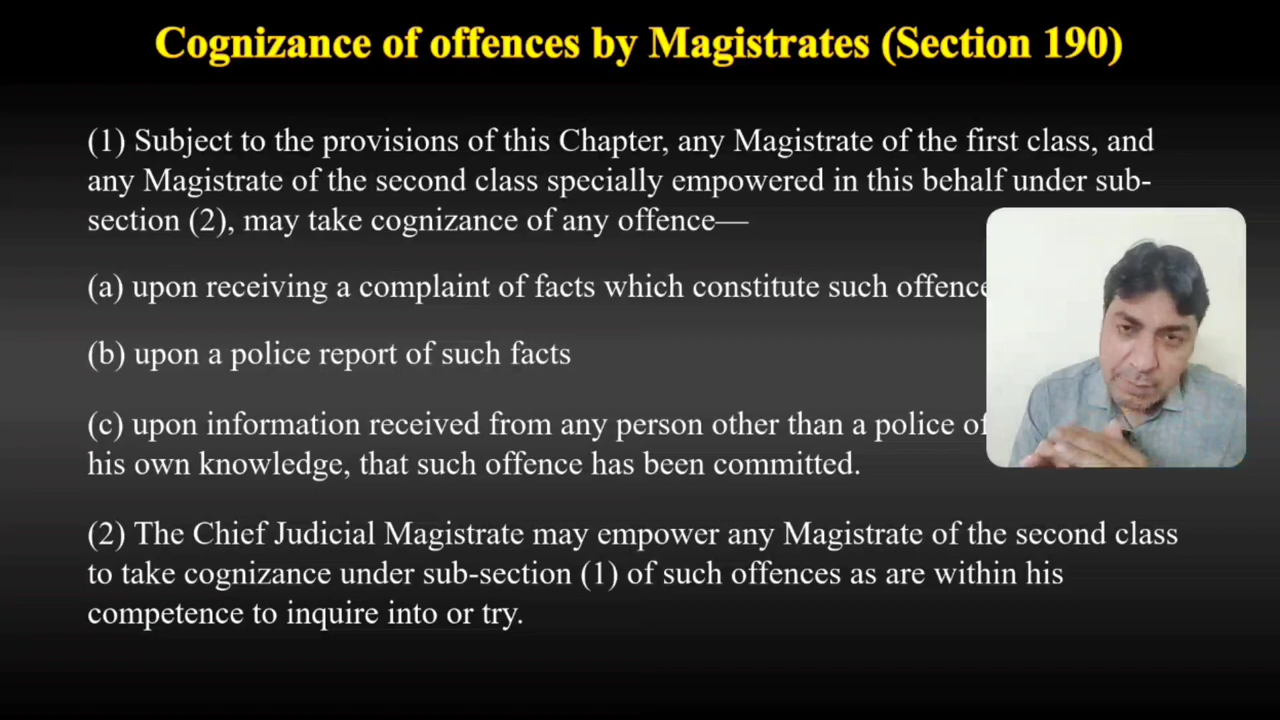 Cognizance of offences by Magistrates (Section 190)
(1) Subject to the provisions of this Chapter, any Magistrate of the first class, and
any Magistrate of the second class specially empowered in this behalf under sub-
section (2), may take cognizance of any offence—
(a) upon receiving a complaint of facts which constitute such offence
(b) upon a police report of such facts
(c) upon information received from any person other than a police
his own knowledge, that such offence has been committed.
(2) The Chief Judicial Magistrate may empower any Magistrate of the second class
to take cognizance under sub-section (1) of such offences as are within his
competence to inquire into or try.